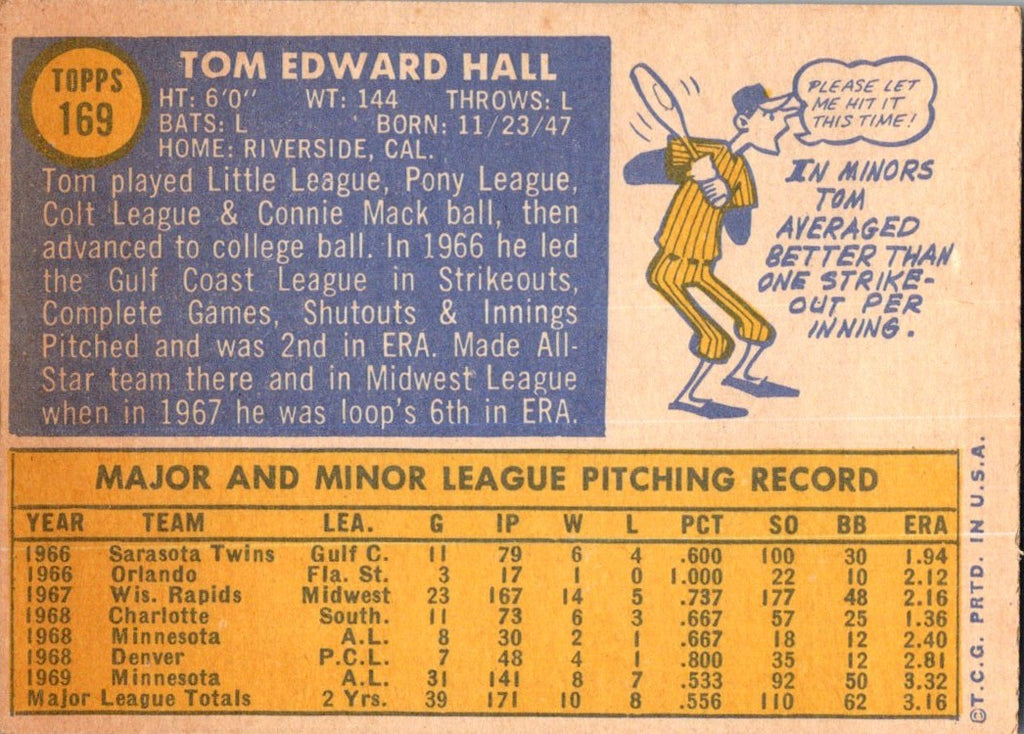 TOPPS
169
TOM EDWARD HALL
HT: 6'0" WT: 144 THROWS: L
BATS: L BORN: 11/23/47
HOME: RIVERSIDE, CAL.
Tom played Little League, Pony League,
Colt League & Connie Mack ball, then
advanced to college ball. In 1966 he led
the Gulf Coast League in Strikeouts,
Complete Games, Shutouts & Innings
Pitched and was 2nd in ERA. Made All-
Star team there and in Midwest League
when in 1967 he was loop's 6th in ERA.
PLEASE LET
ME HIT IT
THIS TIME!
IN MINORS
TOM
AVERAGED
BETTER THAN
ONE STRIKE-
OUT PER
INNING.
MAJOR AND MINOR LEAGUE PITCHING RECORD
YEAR TEAM LEA. G IP W L PCT SO BB ERA
1966 Sarasota Twins Gulf C. 11 79 6 4 .600 100 30 1.94
1966 Orlando Fla. St. 3 17 1 0 1.000 22 10 2.12
1967 Wis. Rapids Midwest 23 167 14 5 .737 177 48 2.16
1968 Charlotte South. 11 73 6 3 .667 57 25 1.36
1968 Minnesota A.L. 8 30 2 1 .667 18 12 2.40
1968 Denver P.C.L. 7 48 4 1 .800 35 12 2.81
1969 Minnesota A.L. 31 141 8 7 .533 92 50 3.32
Major League Totals 2 Yrs. 39 171 10 8 .556 110 62 3.16
©T.C.G. PRTD. IN U.S.A.